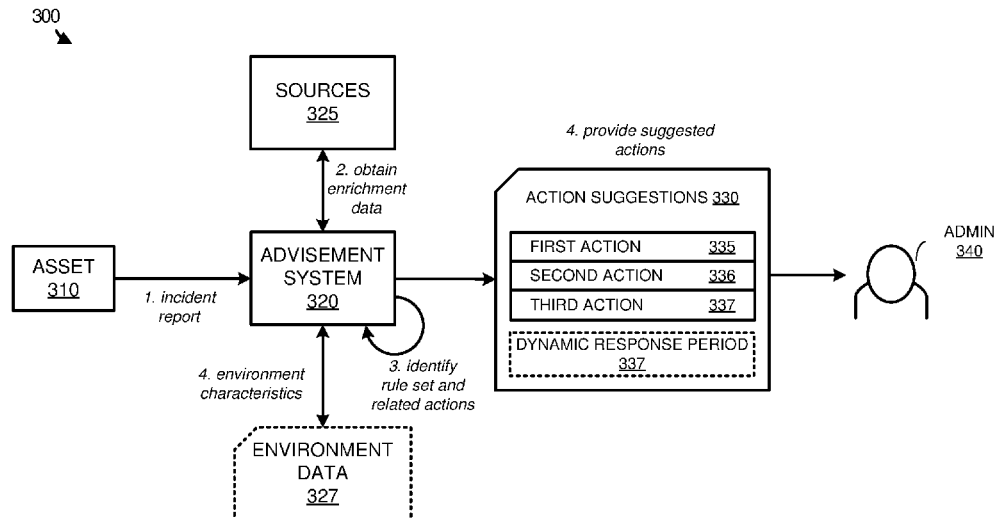 300
SOURCES
325
4. provide suggested
actions
2. obtain
enrichment
data
ACTION SUGGESTIONS 330
ADMIN
340
FIRST ACTION 335
SECOND ACTION 336
THIRD ACTION 337
ASSET
310
ADVISEMENT
SYSTEM
320
1. incident
report
DYNAMIC RESPONSE PERIOD
337
4. environment
characteristics
3. identify
rule set and
related actions
ENVIRONMENT
DATA
327